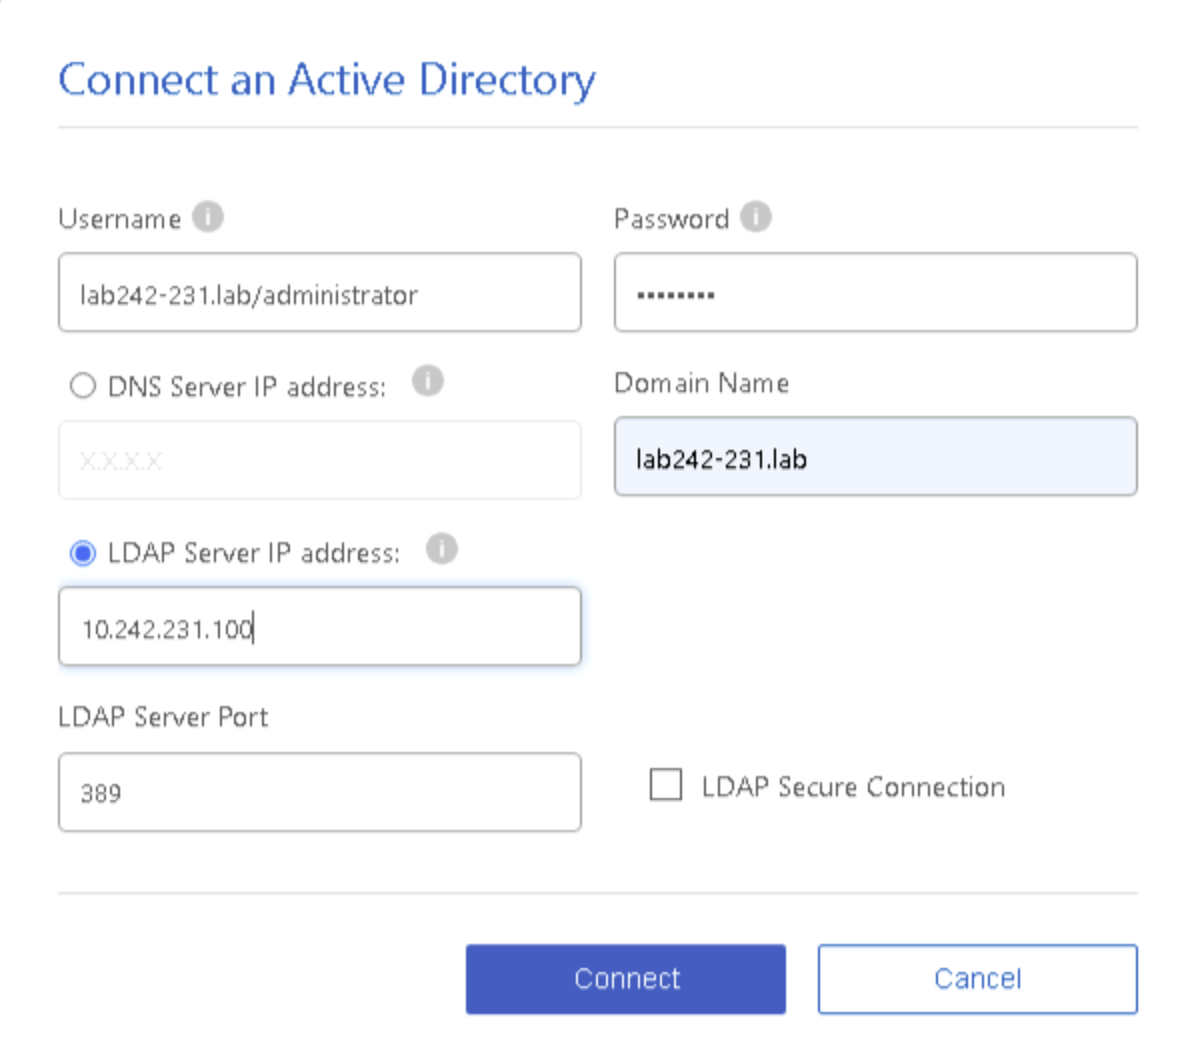 Connect an Active Directory
Username i Password i
lab242-231.lab/administrator ••••••••
DNS Server IP address: i Domain Name
X.X.X.X lab242-231.lab
LDAP Server IP address: i
10.242.231.100
LDAP Server Port
389 LDAP Secure Connection
Connect Cancel